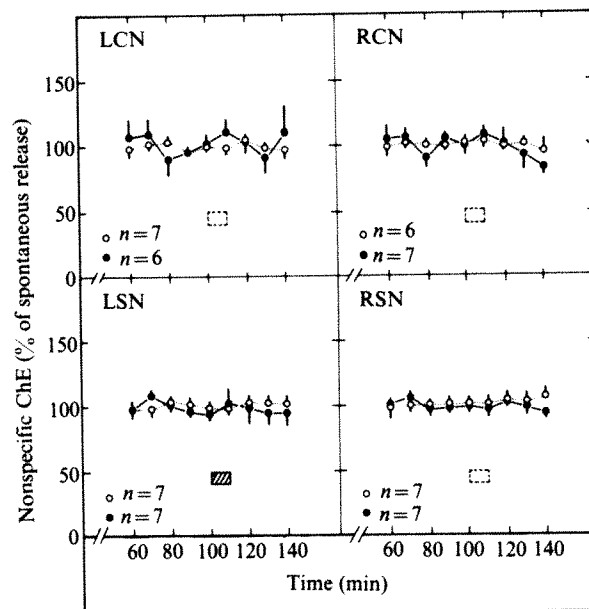 LCN
RCN
150
100
50
0
n = 7
n = 6
n = 6
n = 7
LSN
RSN
150
100
50
0
n = 7
n = 7
n = 7
n = 7
60 80 100 120 140
60 80 100 120 140
Time (min)
Nonspecific ChE (% of spontaneous release)